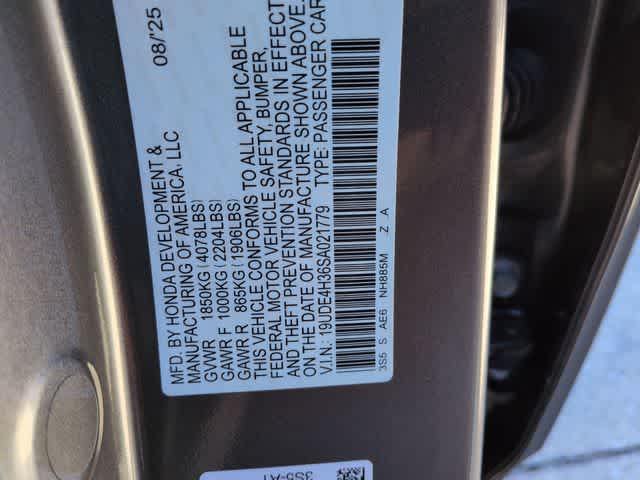 MFD. BY HONDA DEVELOPMENT & 08/'25
MANUFACTURING OF AMERICA, LLC
GVWR 1850KG(4078LBS)
GAWR F 1000KG(2204LBS)
GAWR R 865KG(1906LBS)
THIS VEHICLE CONFORMS TO ALL APPLICABLE
FEDERAL MOTOR VEHICLE SAFETY, BUMPER,
AND THEFT PREVENTION STANDARDS IN EFFECT
ON THE DATE OF MANUFACTURE SHOWN ABOVE.
V.I.N.: 19UDE4H36SA021779 TYPE: PASSENGER CAR
3S5 S AE6 NH885M Z A